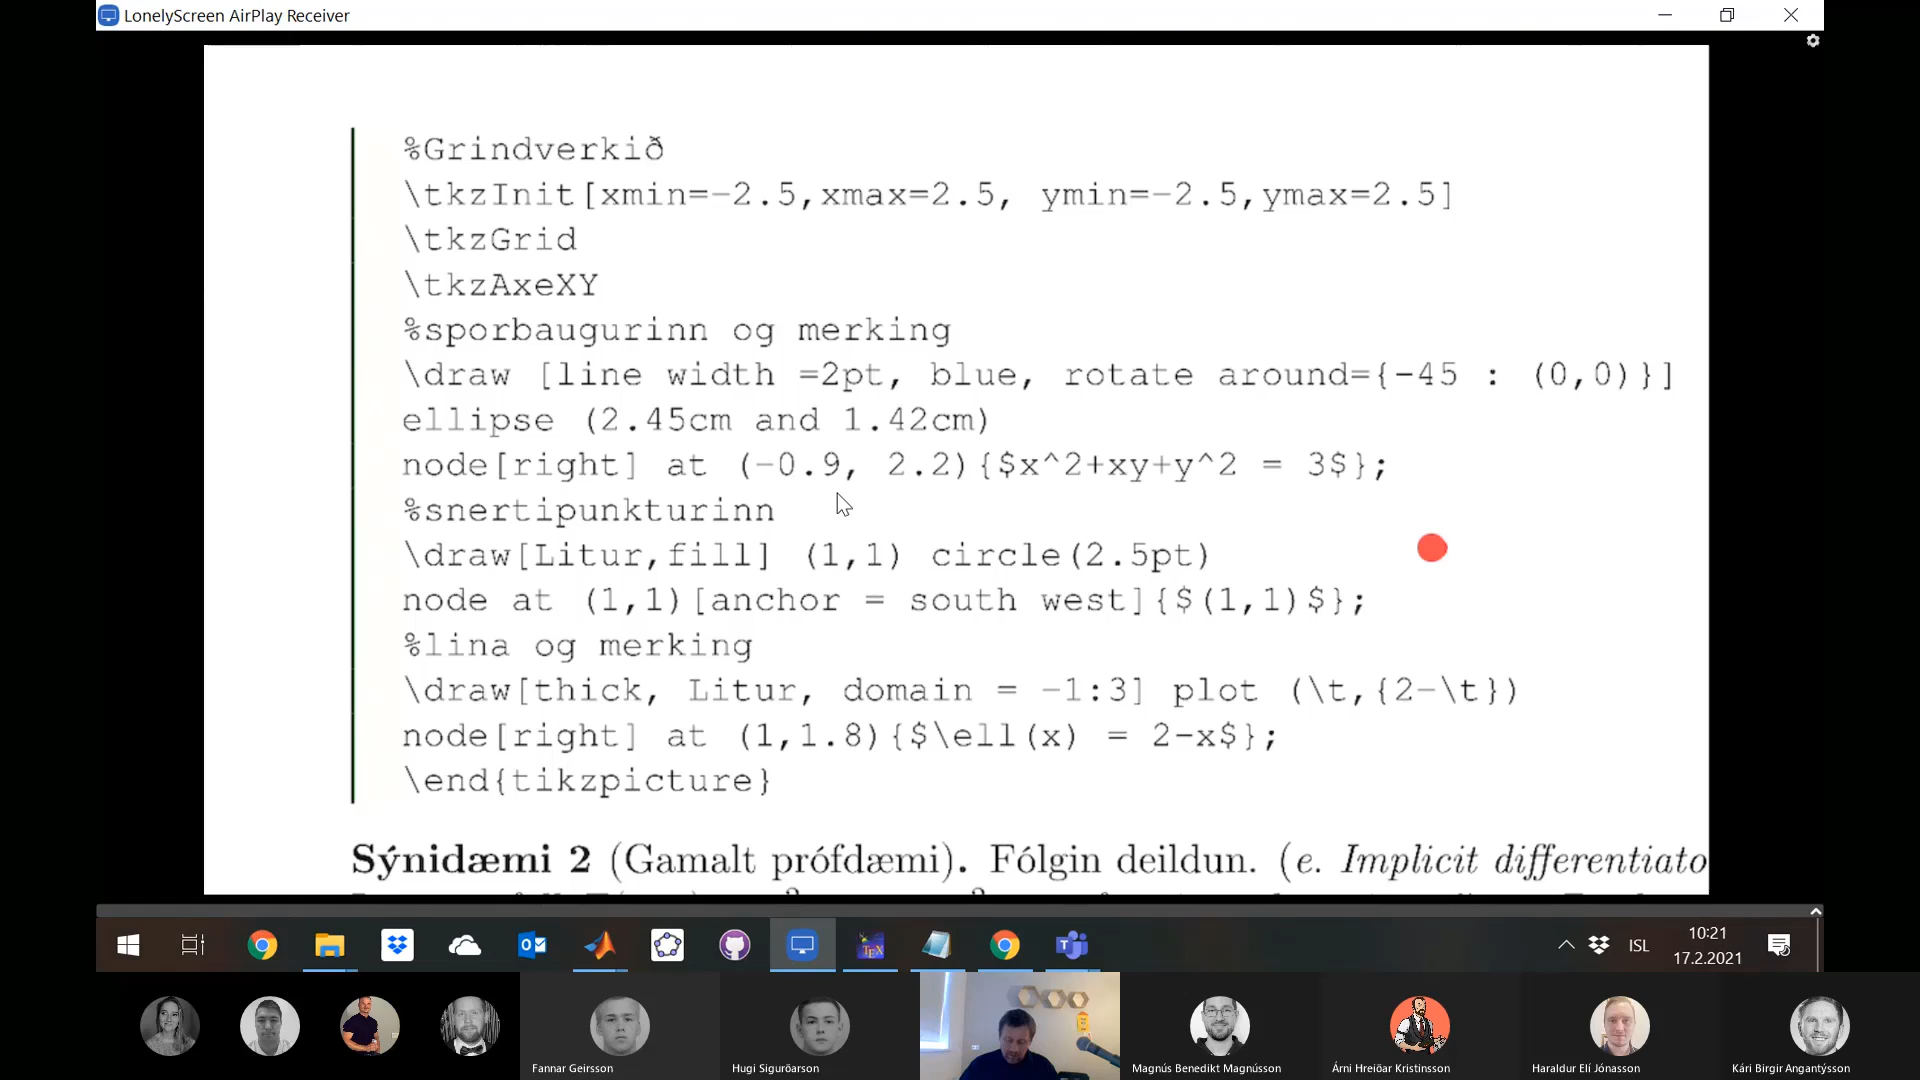 LonelyScreen AirPlay Receiver
%Grindverkið
\tkzInit[xmin=-2.5,xmax=2.5, ymin=-2.5,ymax=2.5]
\tkzGrid
\tkzAxeXY
%sporbaugurinn og merking
\draw [line width =2pt, blue, rotate around={-45 : (0,0)}]
ellipse (2.45cm and 1.42cm)
node[right] at (-0.9, 2.2){$x^2+xy+y^2 = 3$};
%snertipunkturinn
\draw[Litur,fill] (1,1) circle(2.5pt)
node at (1,1)[anchor = south west]{$(1,1)$};
%lina og merking
\draw[thick, Litur, domain = -1:3] plot (\t,{2-\t})
node[right] at (1,1.8){$\ell(x) = 2-x$};
\end{tikzpicture}
Sýnidæmi 2 (Gamalt prófdæmi). Fólgin deildun. (e. Implicit differentiato
TEX
ISL
10:21
17.2.2021
Fannar Geirsson
Hugi Sigurðarson
Magnús Benedikt Magnússon
Árni Hreiðar Kristinsson
Haraldur Elí Jónasson
Kári Birgir Angantýsson